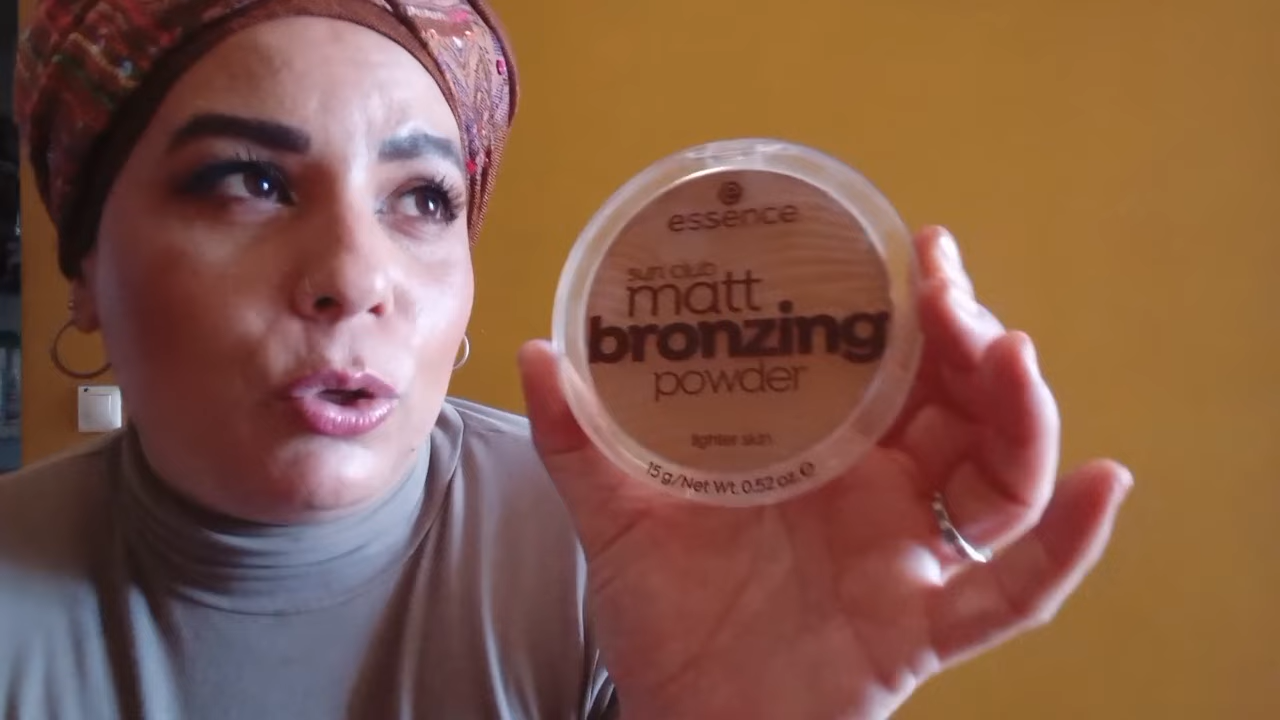 essence
sun club
matt
bronzing
powder
lighter skin
15 g/Net Wt. 0.52 oz. ℮